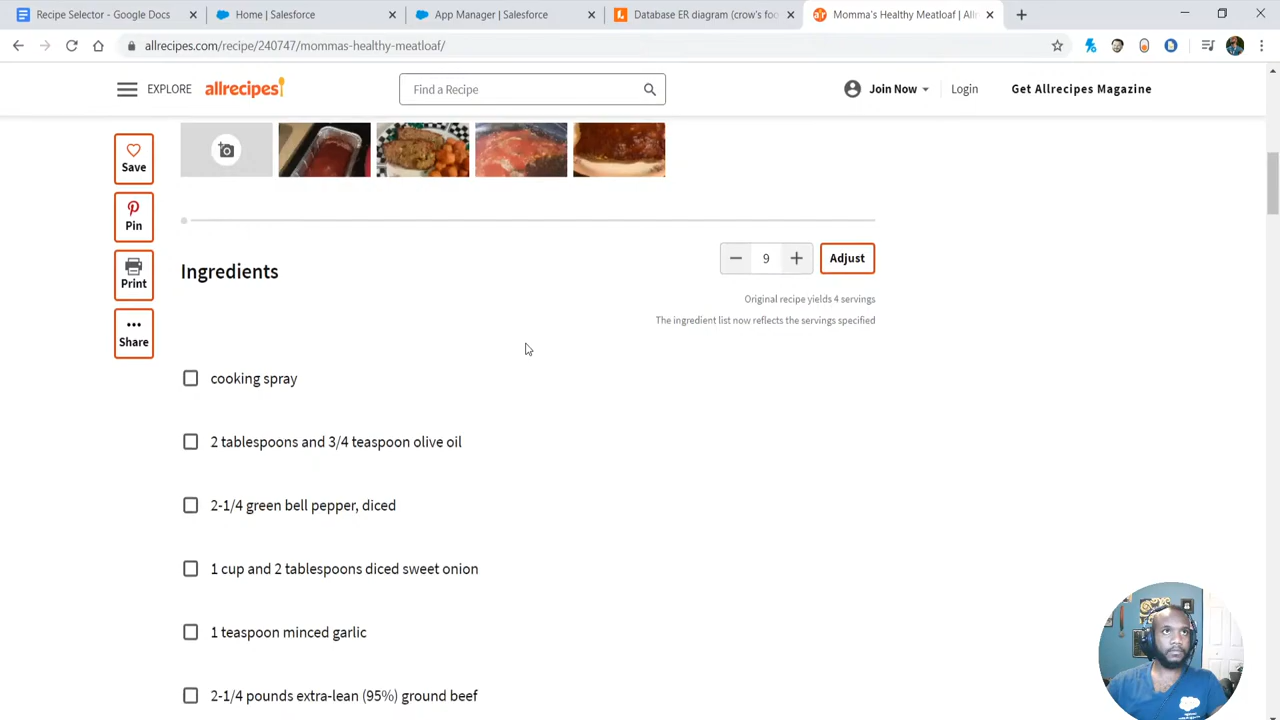 Recipe Selector - Google Docs
Home | Salesforce
App Manager | Salesforce
Database ER diagram (crow's foo
Momma's Healthy Meatloaf | All
allrecipes.com/recipe/240747/mommas-healthy-meatloaf/
EXPLORE
allrecipes
Find a Recipe
Join Now
Login
Get Allrecipes Magazine
Save
Pin
Print
Share
Ingredients
9
Adjust
Original recipe yields 4 servings
The ingredient list now reflects the servings specified
cooking spray
2 tablespoons and 3/4 teaspoon olive oil
2-1/4 green bell pepper, diced
1 cup and 2 tablespoons diced sweet onion
1 teaspoon minced garlic
2-1/4 pounds extra-lean (95%) ground beef